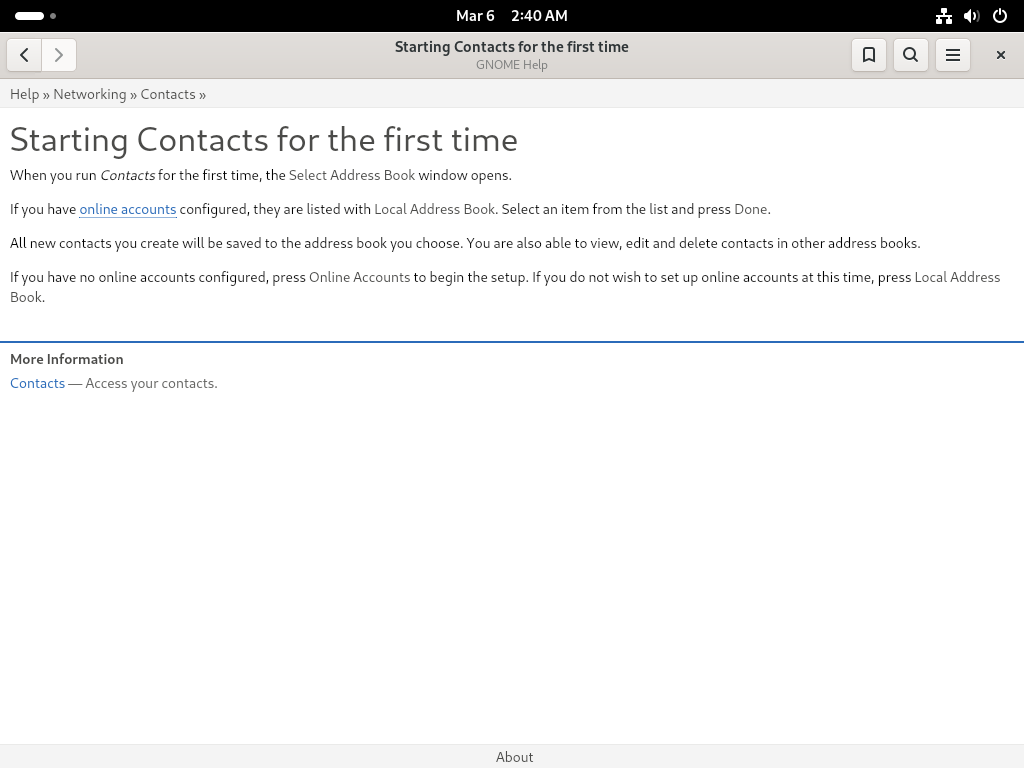 Mar 6 2:40 AM
Starting Contacts for the first time
GNOME Help
Help » Networking » Contacts »
Starting Contacts for the first time
When you run Contacts for the first time, the Select Address Book window opens.
If you have online accounts configured, they are listed with Local Address Book. Select an item from the list and press Done.
All new contacts you create will be saved to the address book you choose. You are also able to view, edit and delete contacts in other address books.
If you have no online accounts configured, press Online Accounts to begin the setup. If you do not wish to set up online accounts at this time, press Local Address
Book.
More Information
Contacts — Access your contacts.
About